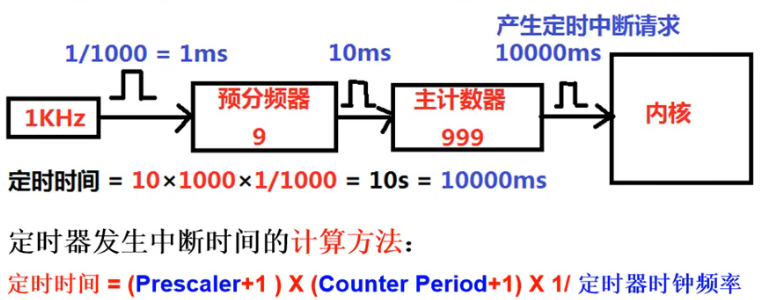 产生定时中断请求
1/1000 = 1ms
10ms
10000ms
1KHz
预分频器
9
主计数器
999
内核
定时时间 = 10×1000×1/1000 = 10s = 10000ms
定时器发生中断时间的计算方法：
定时时间 = (Prescaler+1 ) X (Counter Period+1) X 1/ 定时器时钟频率